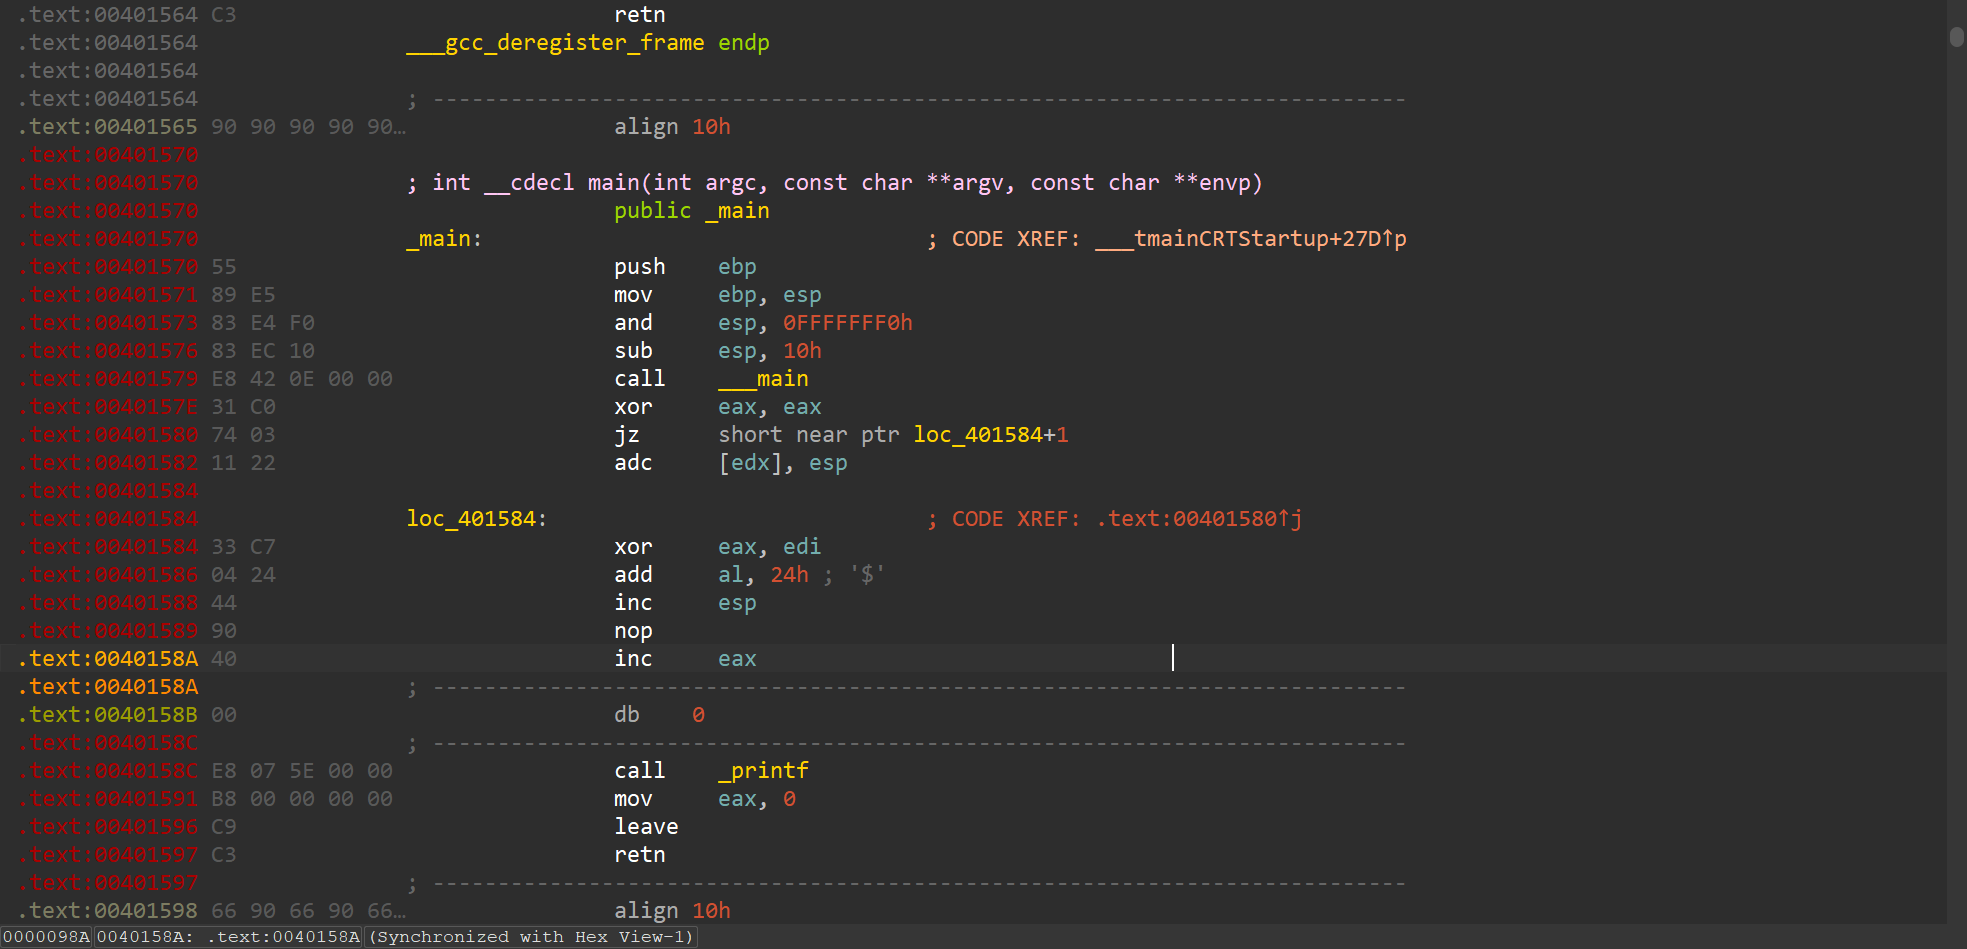 .text:00401564 C3 retn
.text:00401564 ___gcc_deregister_frame endp
.text:00401564
.text:00401564 ; ---------------------------------------------------------------------------
.text:00401565 90 90 90 90 90… align 10h
.text:00401570
.text:00401570 ; int __cdecl main(int argc, const char **argv, const char **envp)
.text:00401570 public _main
.text:00401570 _main: ; CODE XREF: ___tmainCRTStartup+27D↑p
.text:00401570 55 push ebp
.text:00401571 89 E5 mov ebp, esp
.text:00401573 83 E4 F0 and esp, 0FFFFFFF0h
.text:00401576 83 EC 10 sub esp, 10h
.text:00401579 E8 42 0E 00 00 call ___main
.text:0040157E 31 C0 xor eax, eax
.text:00401580 74 03 jz short near ptr loc_401584+1
.text:00401582 11 22 adc [edx], esp
.text:00401584
.text:00401584 loc_401584: ; CODE XREF: .text:00401580↑j
.text:00401584 33 C7 xor eax, edi
.text:00401586 04 24 add al, 24h ; '$'
.text:00401588 44 inc esp
.text:00401589 90 nop
.text:0040158A 40 inc eax
.text:0040158A ; ---------------------------------------------------------------------------
.text:0040158B 00 db 0
.text:0040158C ; ---------------------------------------------------------------------------
.text:0040158C E8 07 5E 00 00 call _printf
.text:00401591 B8 00 00 00 00 mov eax, 0
.text:00401596 C9 leave
.text:00401597 C3 retn
.text:00401597 ; ---------------------------------------------------------------------------
.text:00401598 66 90 66 90 66… align 10h
0000098A 0040158A: .text:0040158A (Synchronized with Hex View-1)